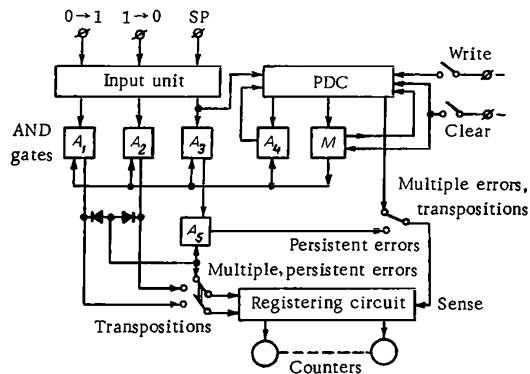 0→1 1→0 SP
Input unit
PDC
Write
Clear
AND
gates
A1
A2
A3
A4
M
Multiple errors,
transpositions
A5
Persistent errors
Multiple, persistent errors
Transpositions
Registering circuit
Sense
Counters